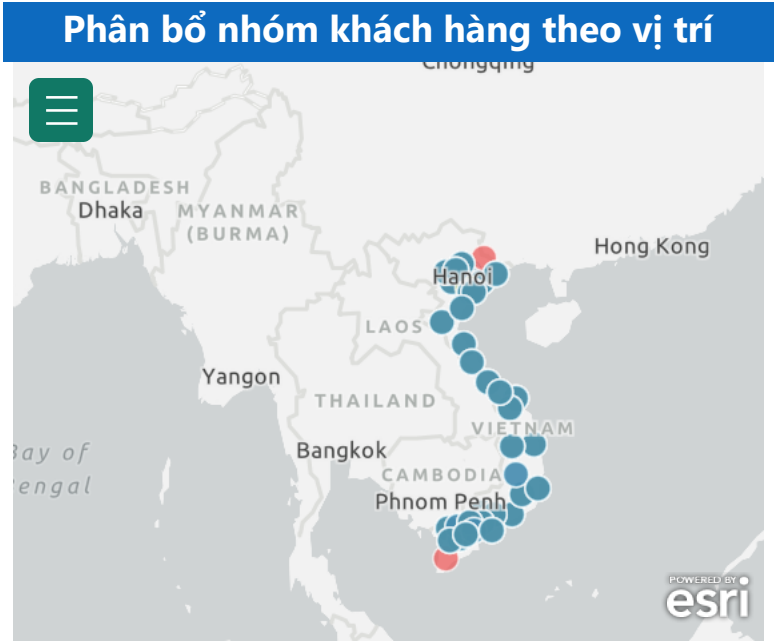 Phân bổ nhóm khách hàng theo vị trí
Chongqing
BANGLADESH
Dhaka
MYANMAR
(BURMA)
Hong Kong
Hanoi
LAOS
Yangon
THAILAND
VIETNAM
Bay of
Bengal
Bangkok
CAMBODIA
Phnom Penh
POWERED BY
esri